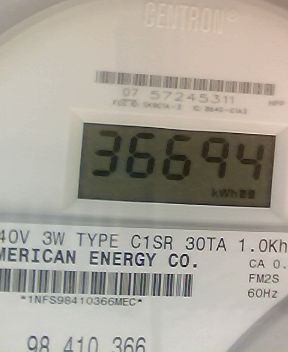 CENTRON®
07 57245311
36694
kWh
40V 3W TYPE C1SR 30TA 1.0Kh
MERICAN ENERGY CO.
CA 0.
FM2S
60Hz
*1NFS98410366MEC*
98 410 366